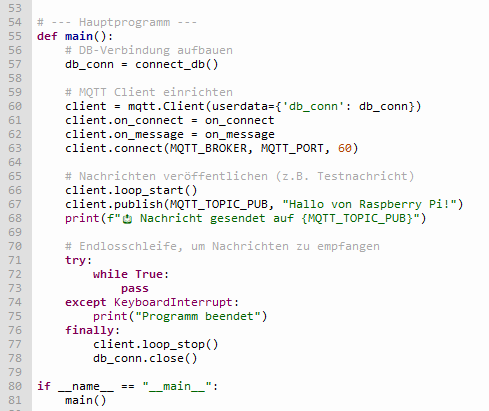 53
54 # --- Hauptprogramm ---
55 def main():
56     # DB-Verbindung aufbauen
57     db_conn = connect_db()
58
59     # MQTT Client einrichten
60     client = mqtt.Client(userdata={'db_conn': db_conn})
61     client.on_connect = on_connect
62     client.on_message = on_message
63     client.connect(MQTT_BROKER, MQTT_PORT, 60)
64
65     # Nachrichten veröffentlichen (z.B. Testnachricht)
66     client.loop_start()
67     client.publish(MQTT_TOPIC_PUB, "Hallo von Raspberry Pi!")
68     print(f"📤 Nachricht gesendet auf {MQTT_TOPIC_PUB}")
69
70     # Endlosschleife, um Nachrichten zu empfangen
71     try:
72         while True:
73             pass
74     except KeyboardInterrupt:
75         print("Programm beendet")
76     finally:
77         client.loop_stop()
78         db_conn.close()
79
80 if __name__ == "__main__":
81     main()